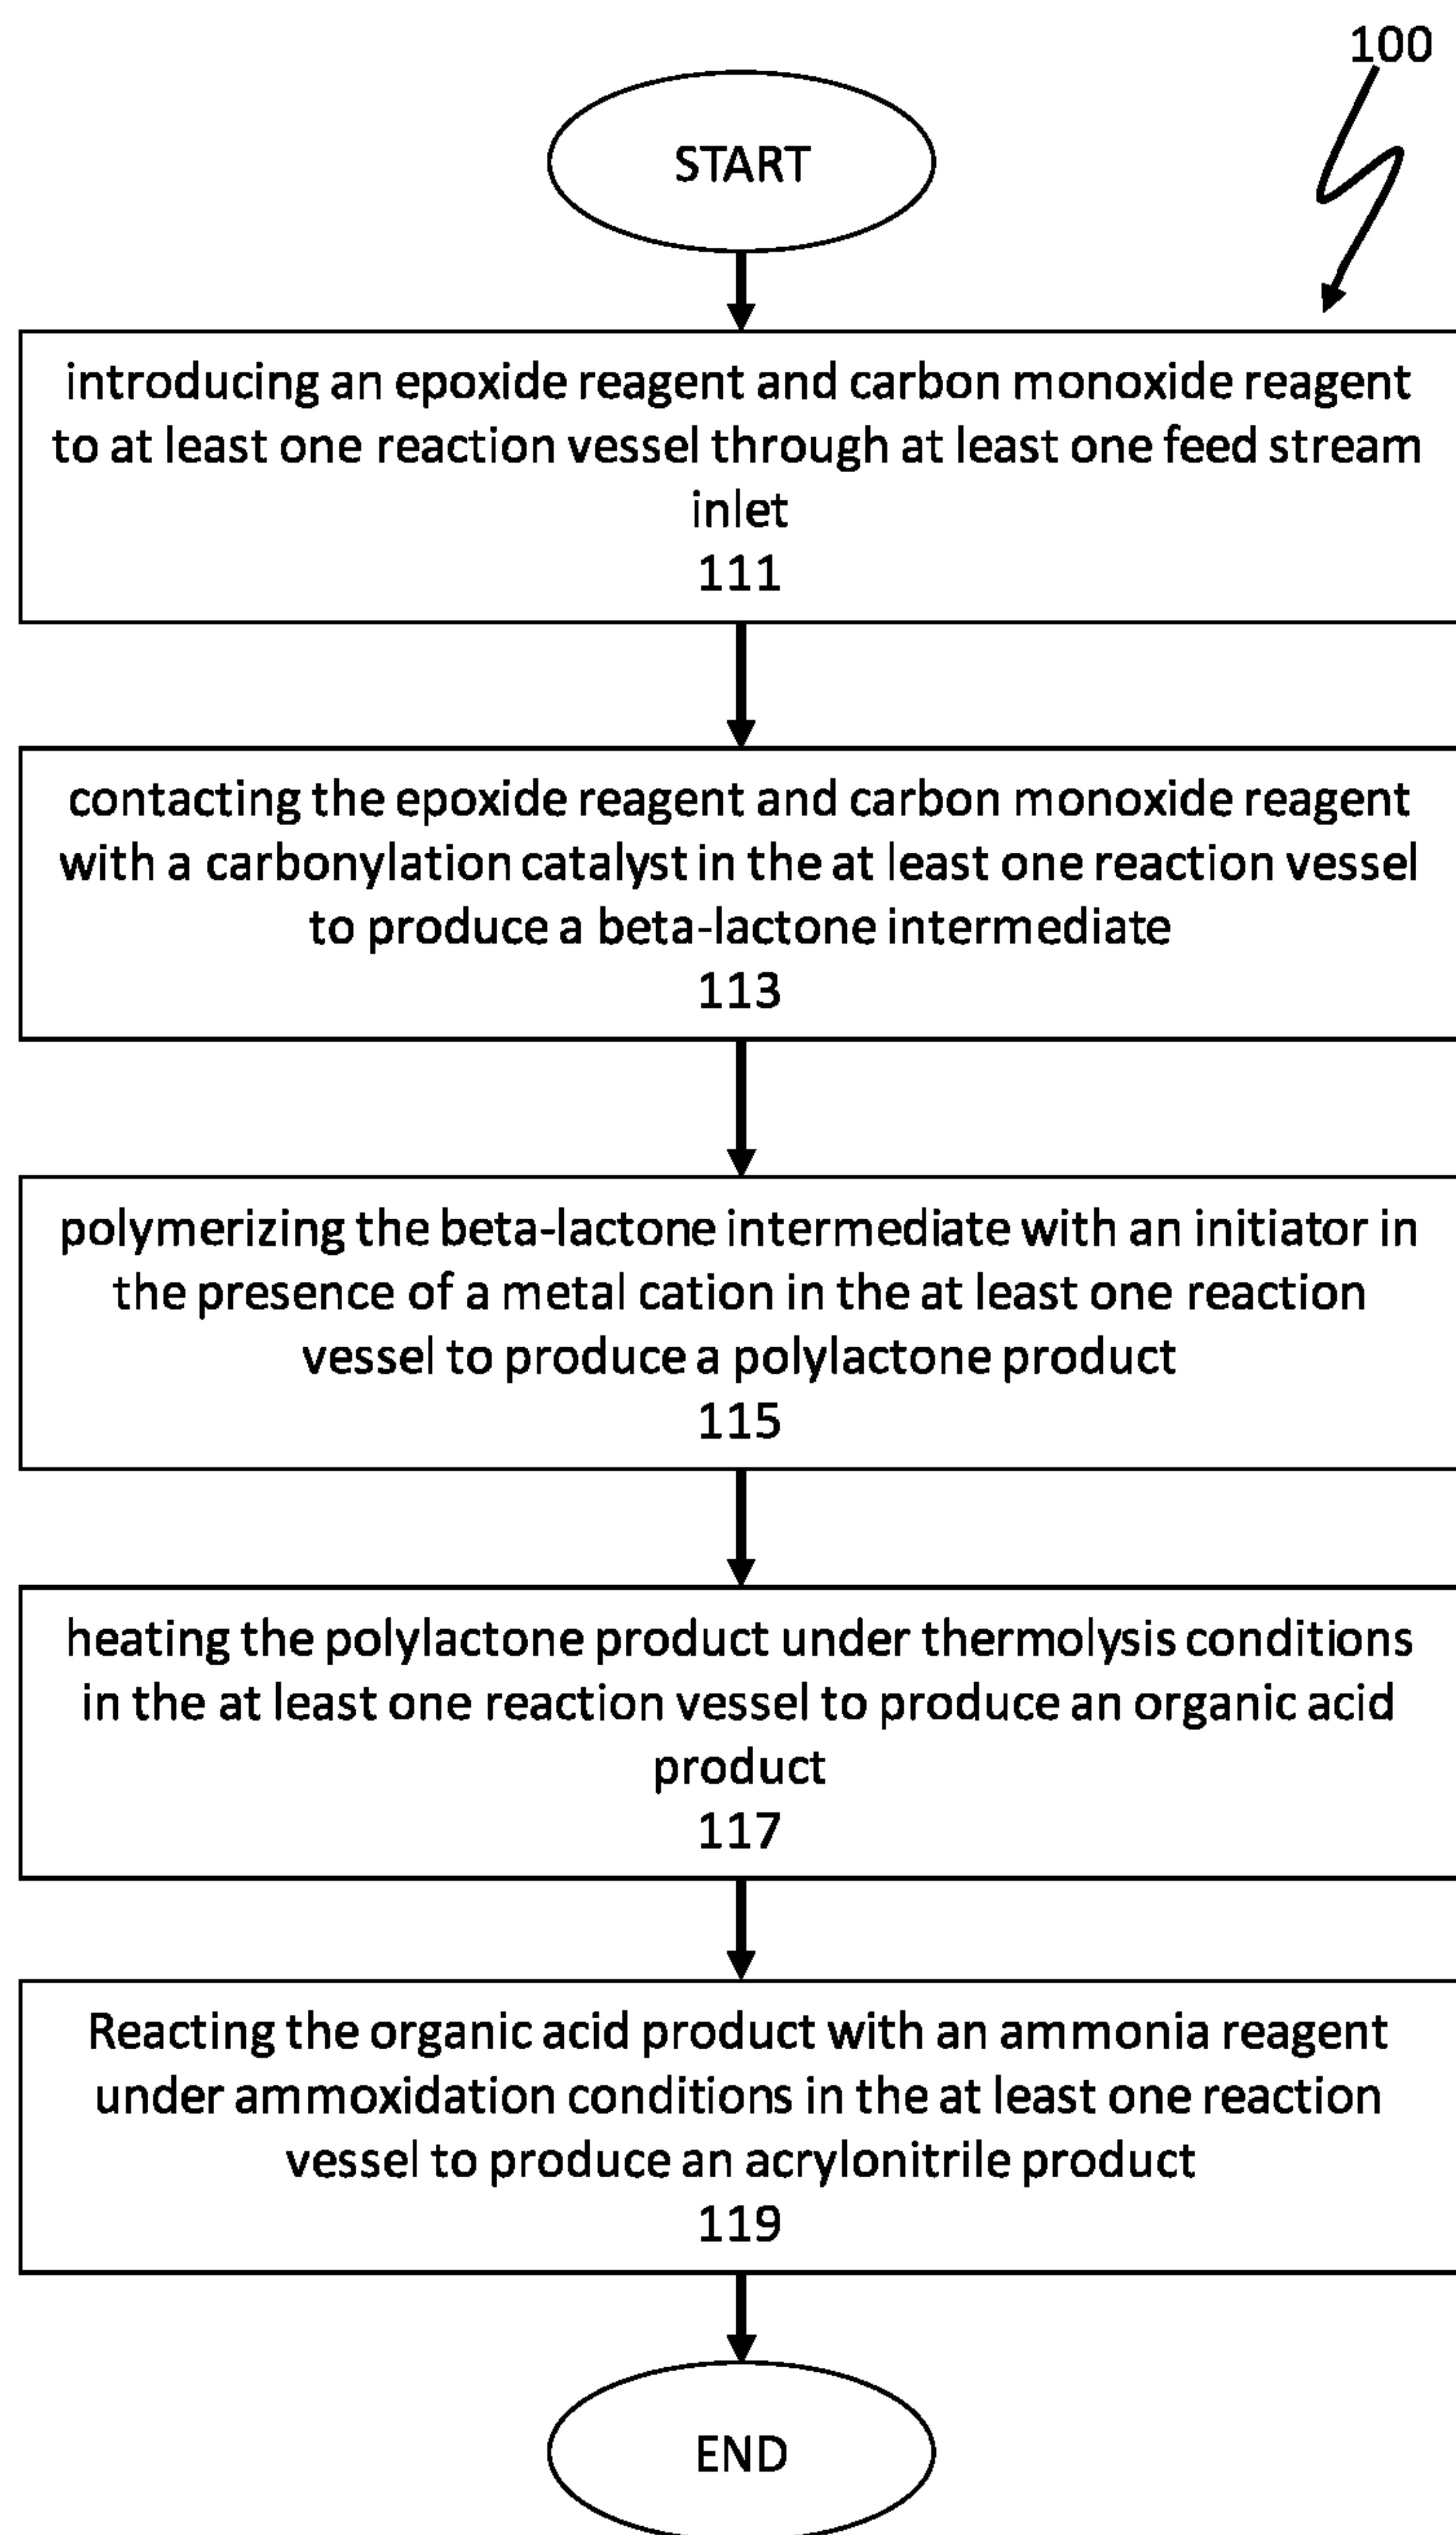 100
START
introducing an epoxide reagent and carbon monoxide reagent
to at least one reaction vessel through at least one feed stream
inlet
111
contacting the epoxide reagent and carbon monoxide reagent
with a carbonylation catalyst in the at least one reaction vessel
to produce a beta-lactone intermediate
113
polymerizing the beta-lactone intermediate with an initiator in
the presence of a metal cation in the at least one reaction
vessel to produce a polylactone product
115
heating the polylactone product under thermolysis conditions
in the at least one reaction vessel to produce an organic acid
product
117
Reacting the organic acid product with an ammonia reagent
under ammoxidation conditions in the at least one reaction
vessel to produce an acrylonitrile product
119
END